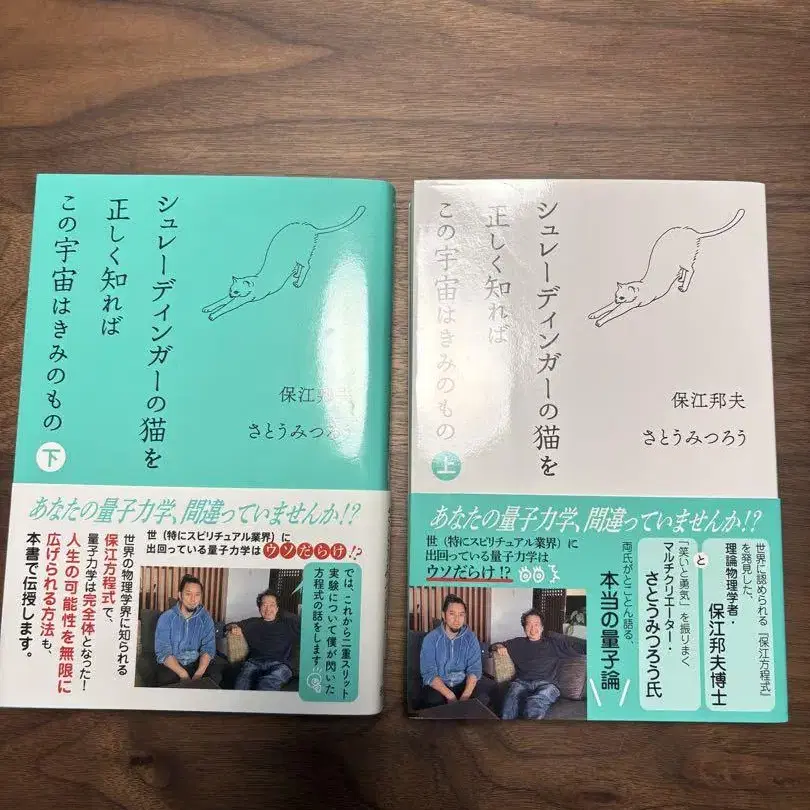 シュレーディンガーの猫を
正しく知れば
この宇宙はきみのもの
下
保江邦夫
さとうみつろう
あなたの量子力学、間違っていませんか!?
世(特にスピリチュアル業界)に
出回っている量子力学はウソだらけ!?
では、これから二重スリット
実験について僕が閃いた
方程式の話をします!
世界の物理学界に知られる
保江方程式で、
量子力学は完全体となった!
人生の可能性を無限に
広げられる方法も、
本書で伝授します。
シュレーディンガーの猫を
正しく知れば
この宇宙はきみのもの
上
保江邦夫
さとうみつろう
あなたの量子力学、間違っていませんか!?
世(特にスピリチュアル業界)に
出回っている量子力学は
ウソだらけ!?
世界に認められる『保江方程式』
を発見した、
理論物理学者・
保江邦夫博士
と
「笑いと勇気」を振りまく
マルチクリエーター・
さとうみつろう氏
両氏がとことん語る、
本当の量子論